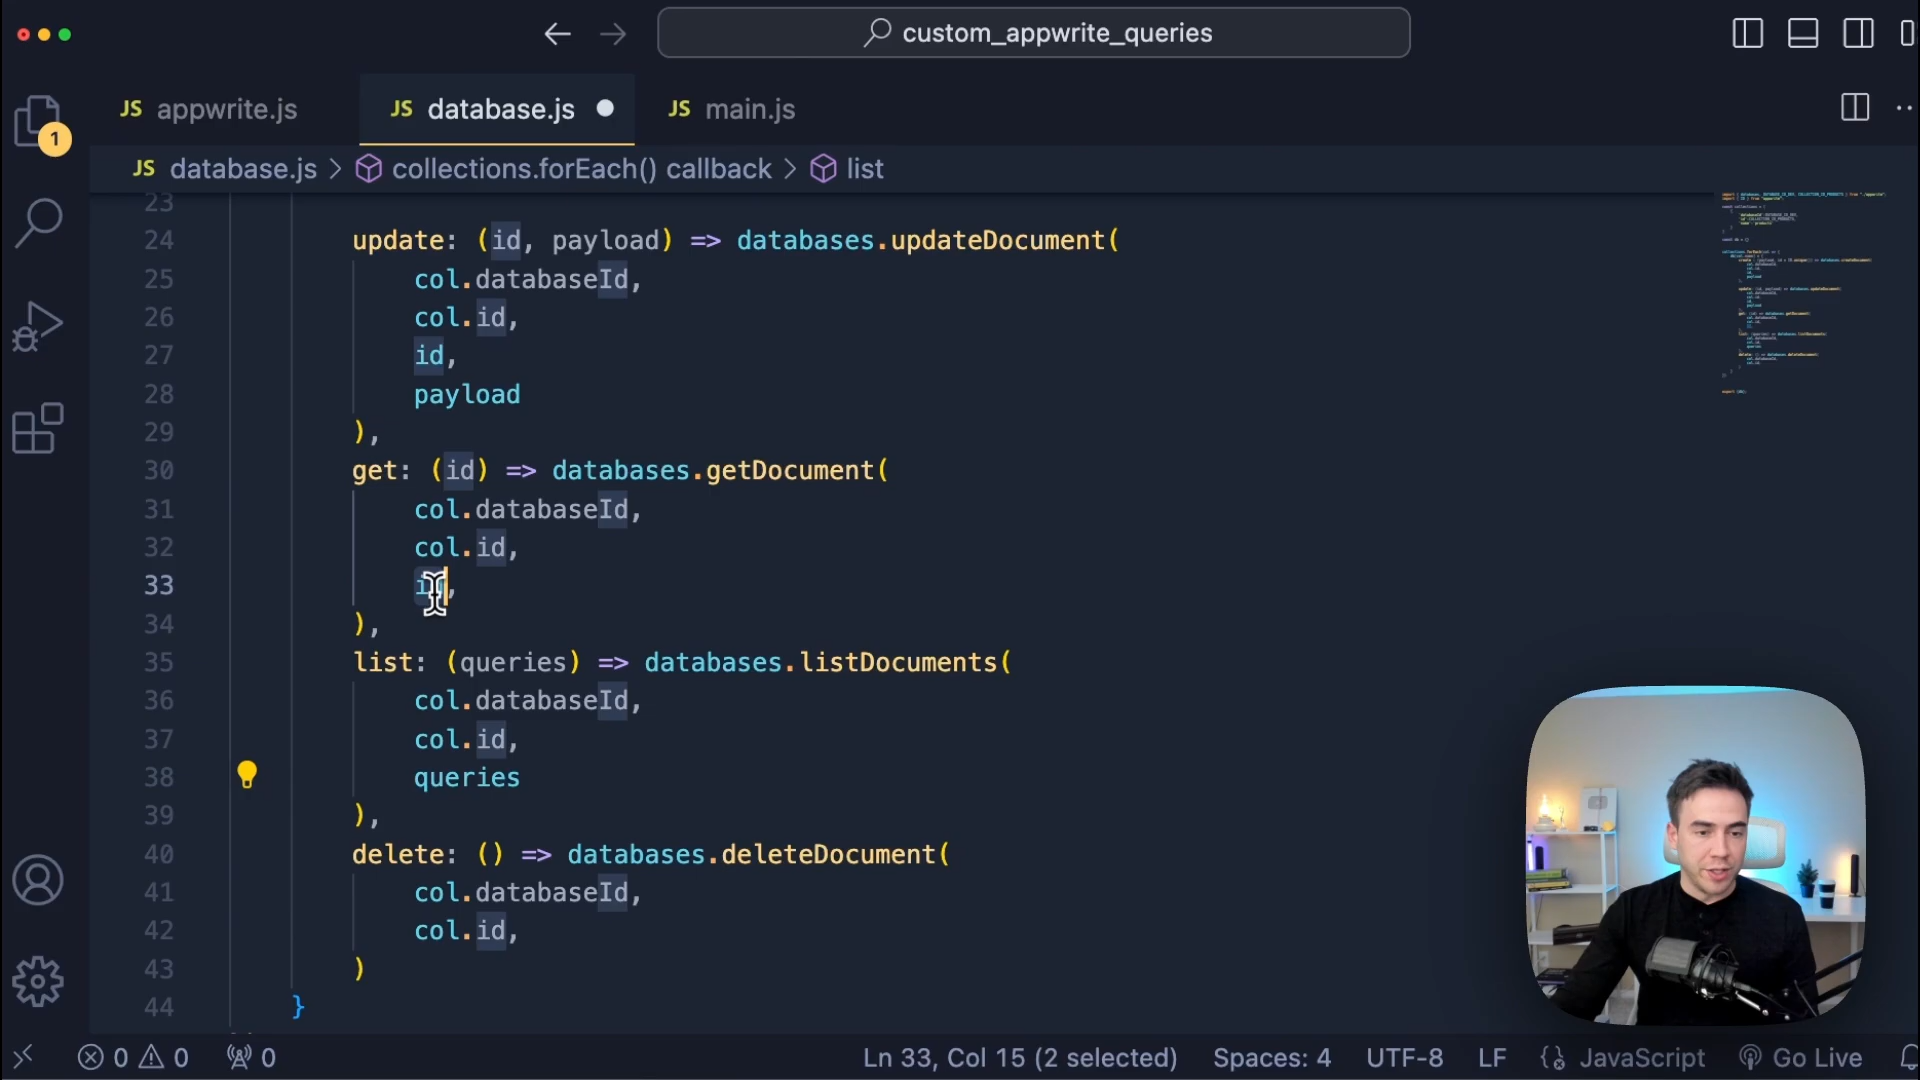 custom_appwrite_queries
JS appwrite.js
JS database.js
JS main.js
1
JS database.js > collections.forEach() callback > list
23
24 update: (id, payload) => databases.updateDocument(
25 col.databaseId,
26 col.id,
27 id,
28 payload
29 ),
30 get: (id) => databases.getDocument(
31 col.databaseId,
32 col.id,
33 id,
34 ),
35 list: (queries) => databases.listDocuments(
36 col.databaseId,
37 col.id,
38 queries
39 ),
40 delete: () => databases.deleteDocument(
41 col.databaseId,
42 col.id,
43 )
44 }
0 0 0 Ln 33, Col 15 (2 selected) Spaces: 4 UTF-8 LF JavaScript Go Live